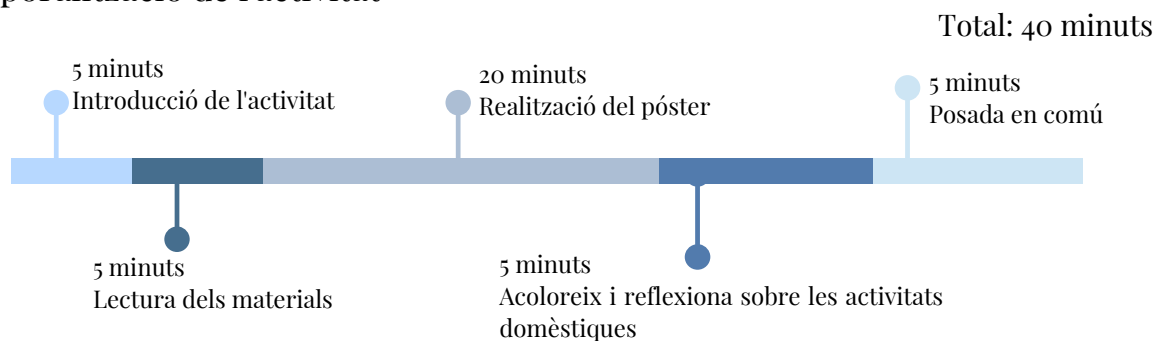 Total: 40 minuts
5 minuts
Introducció de l'activitat
20 minuts
Realització del póster
5 minuts
Posada en comú
5 minuts
Lectura dels materials
5 minuts
Acoloreix i reflexiona sobre les activitats
domèstiques